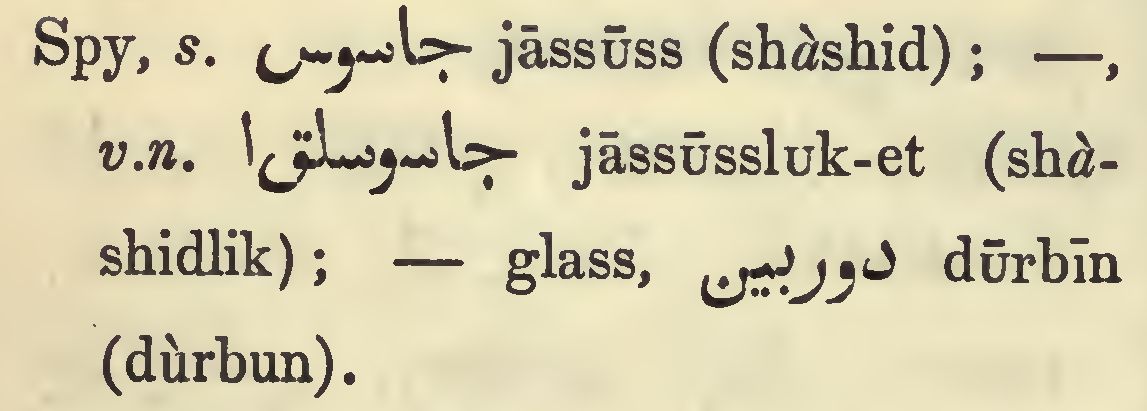 Spy, s. جاسوس jāssūss (shàshid); —,
v.n. جاسوسلق ا jāssūssluk-et (shà-
shidlik); — glass, دوربين dūrbīn
(dùrbun).